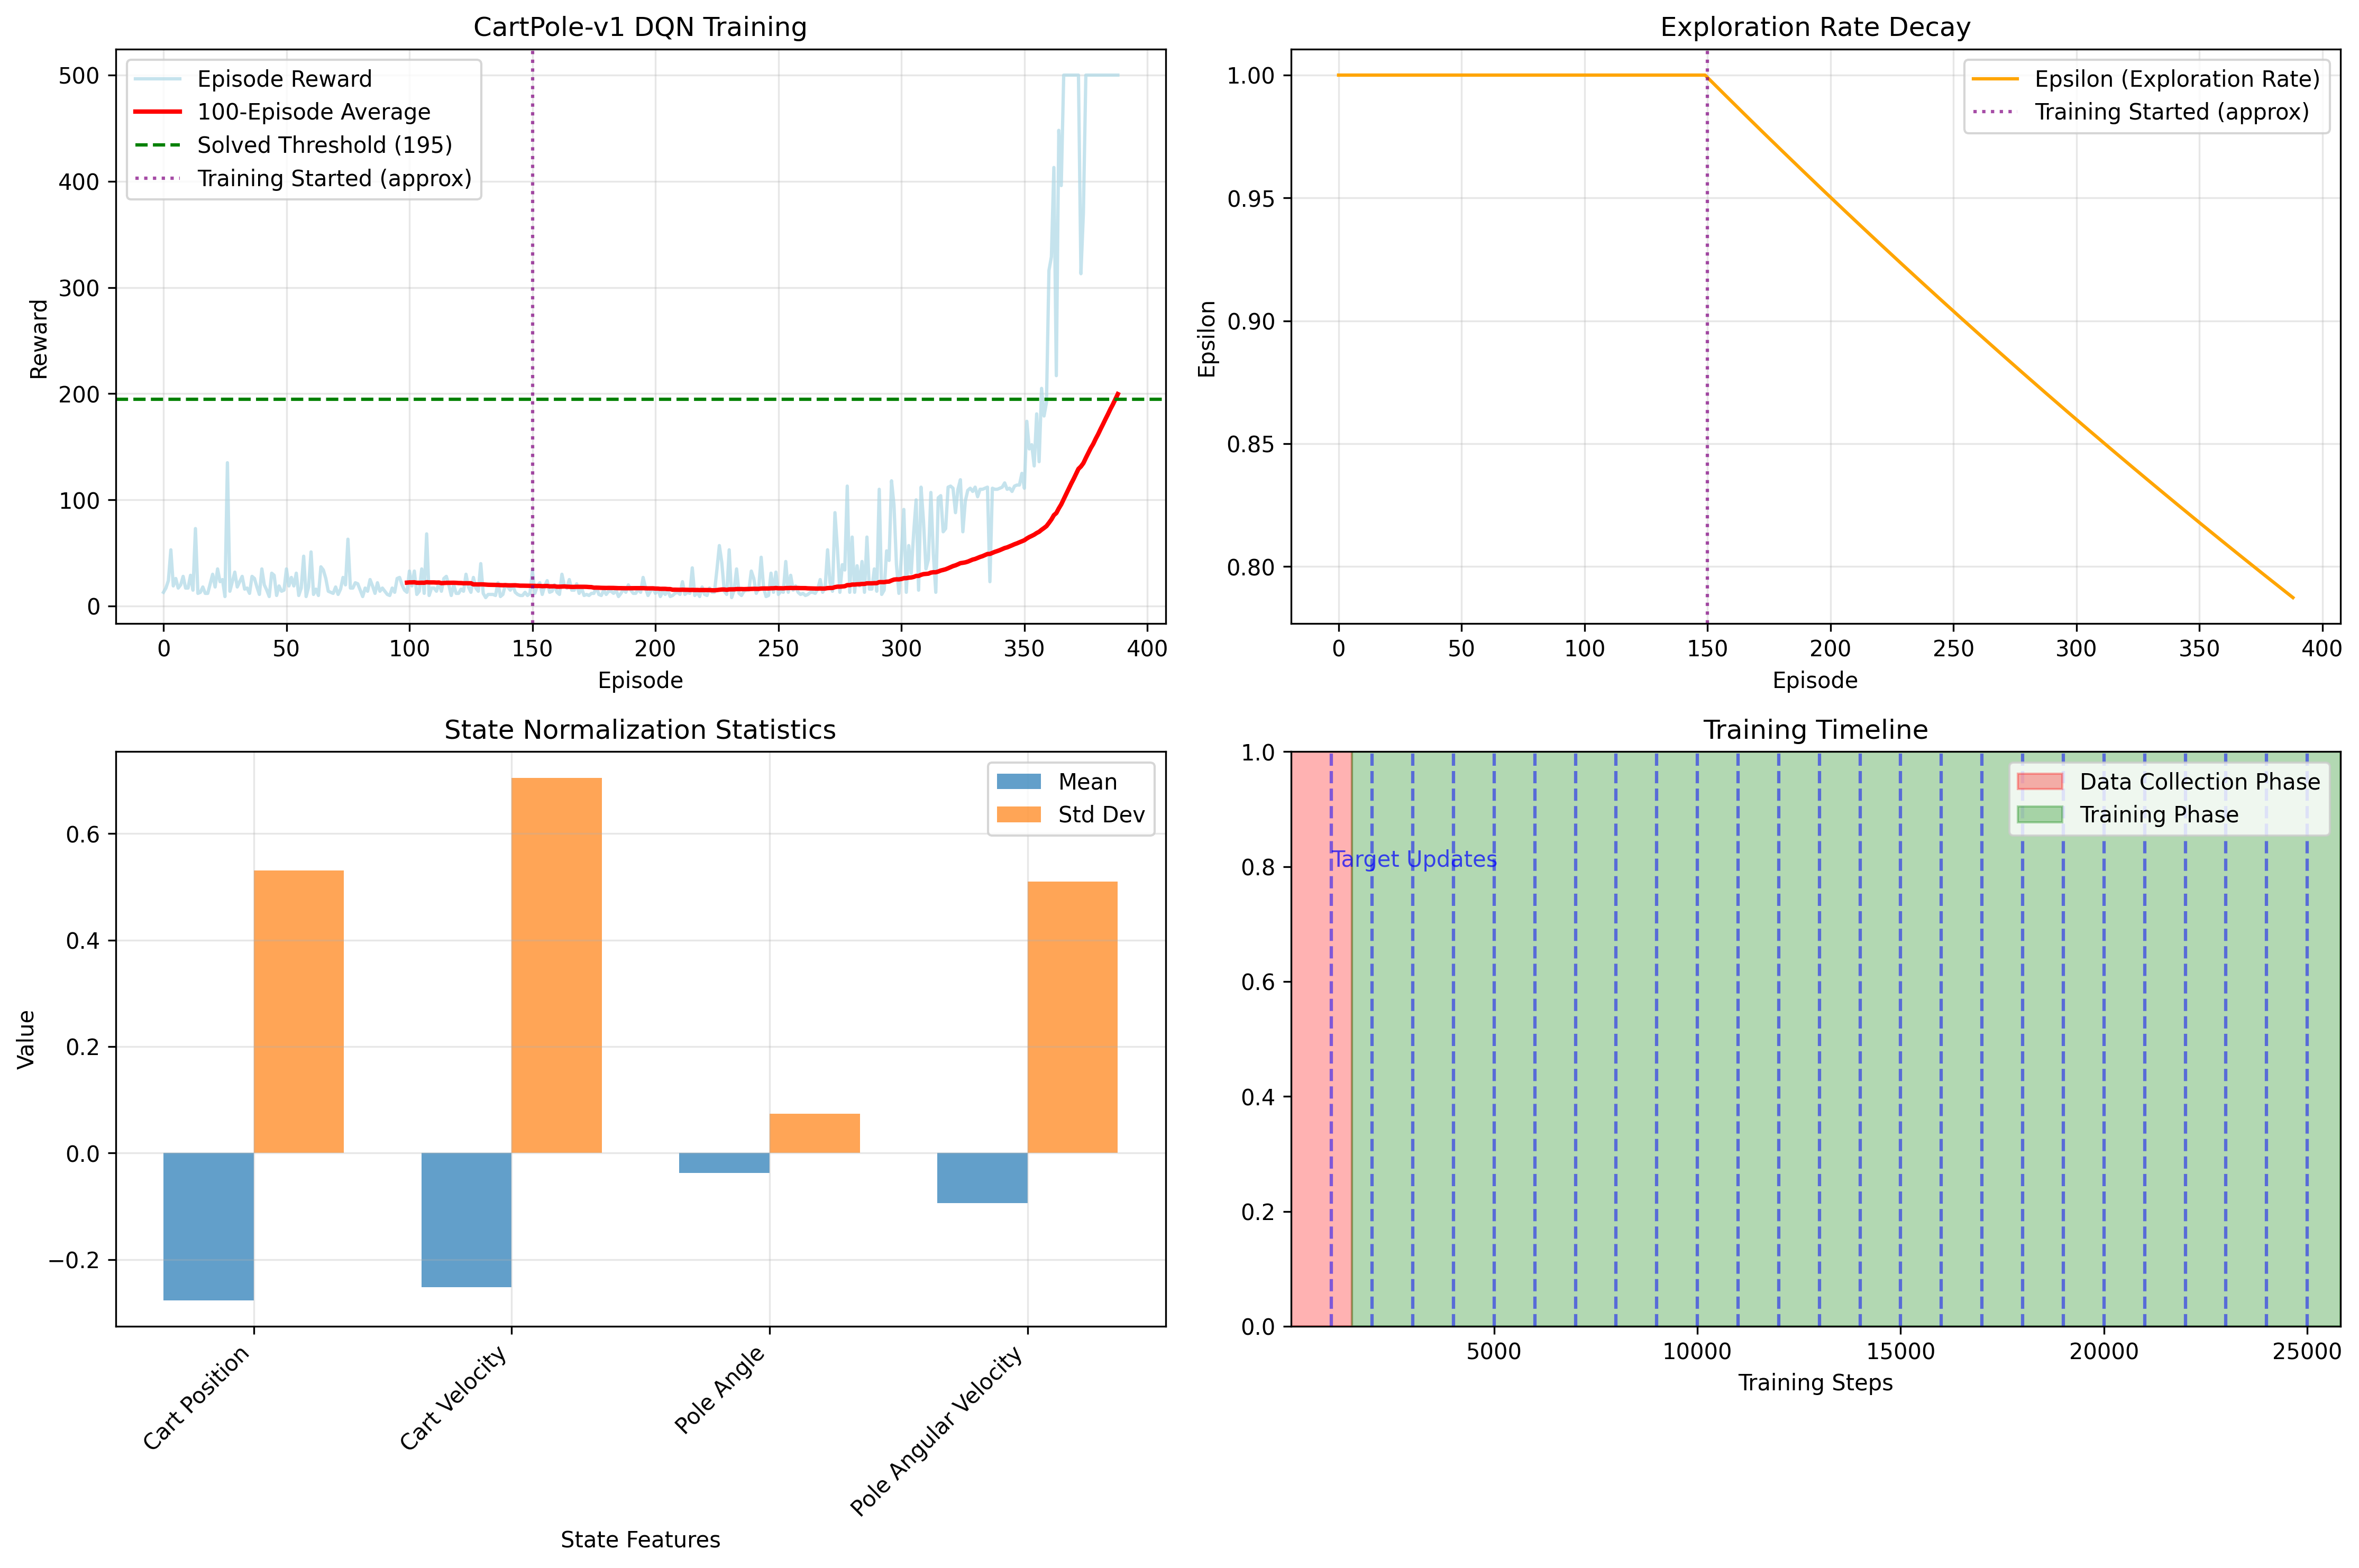 CartPole-v1 DQN Training
Episode Reward
100-Episode Average
Solved Threshold (195)
Training Started (approx)
500
400
300
200
100
0
Reward
0 50 100 150 200 250 300 350 400
Episode
Exploration Rate Decay
Epsilon (Exploration Rate)
Training Started (approx)
1.00
0.95
0.90
0.85
0.80
Epsilon
0 50 100 150 200 250 300 350 400
Episode
State Normalization Statistics
Mean
Std Dev
0.6
0.4
0.2
0.0
−0.2
Value
Cart Position
Cart Velocity
Pole Angle
Pole Angular Velocity
State Features
Training Timeline
Data Collection Phase
Training Phase
Target Updates
1.0
0.8
0.6
0.4
0.2
0.0
5000 10000 15000 20000 25000
Training Steps